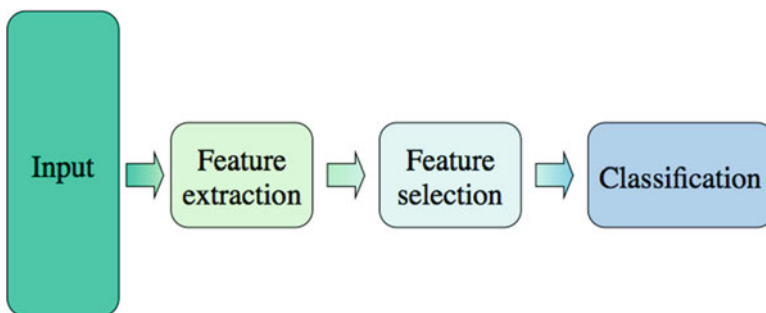 Input
Feature
extraction
Feature
selection
Classification